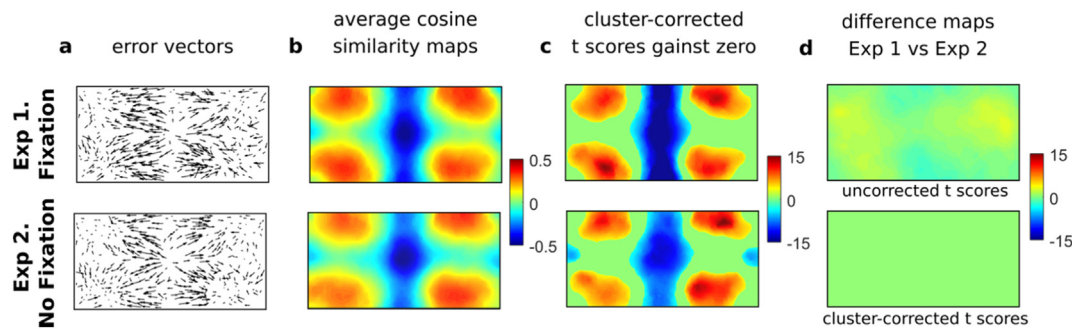 a error vectors
b average cosine
similarity maps
c cluster-corrected
t scores gainst zero
d difference maps
Exp 1 vs Exp 2
Exp 1.
Fixation
0.5
0
-0.5
15
0
-15
uncorrected t scores
15
0
-15
Exp 2.
No Fixation
cluster-corrected t scores